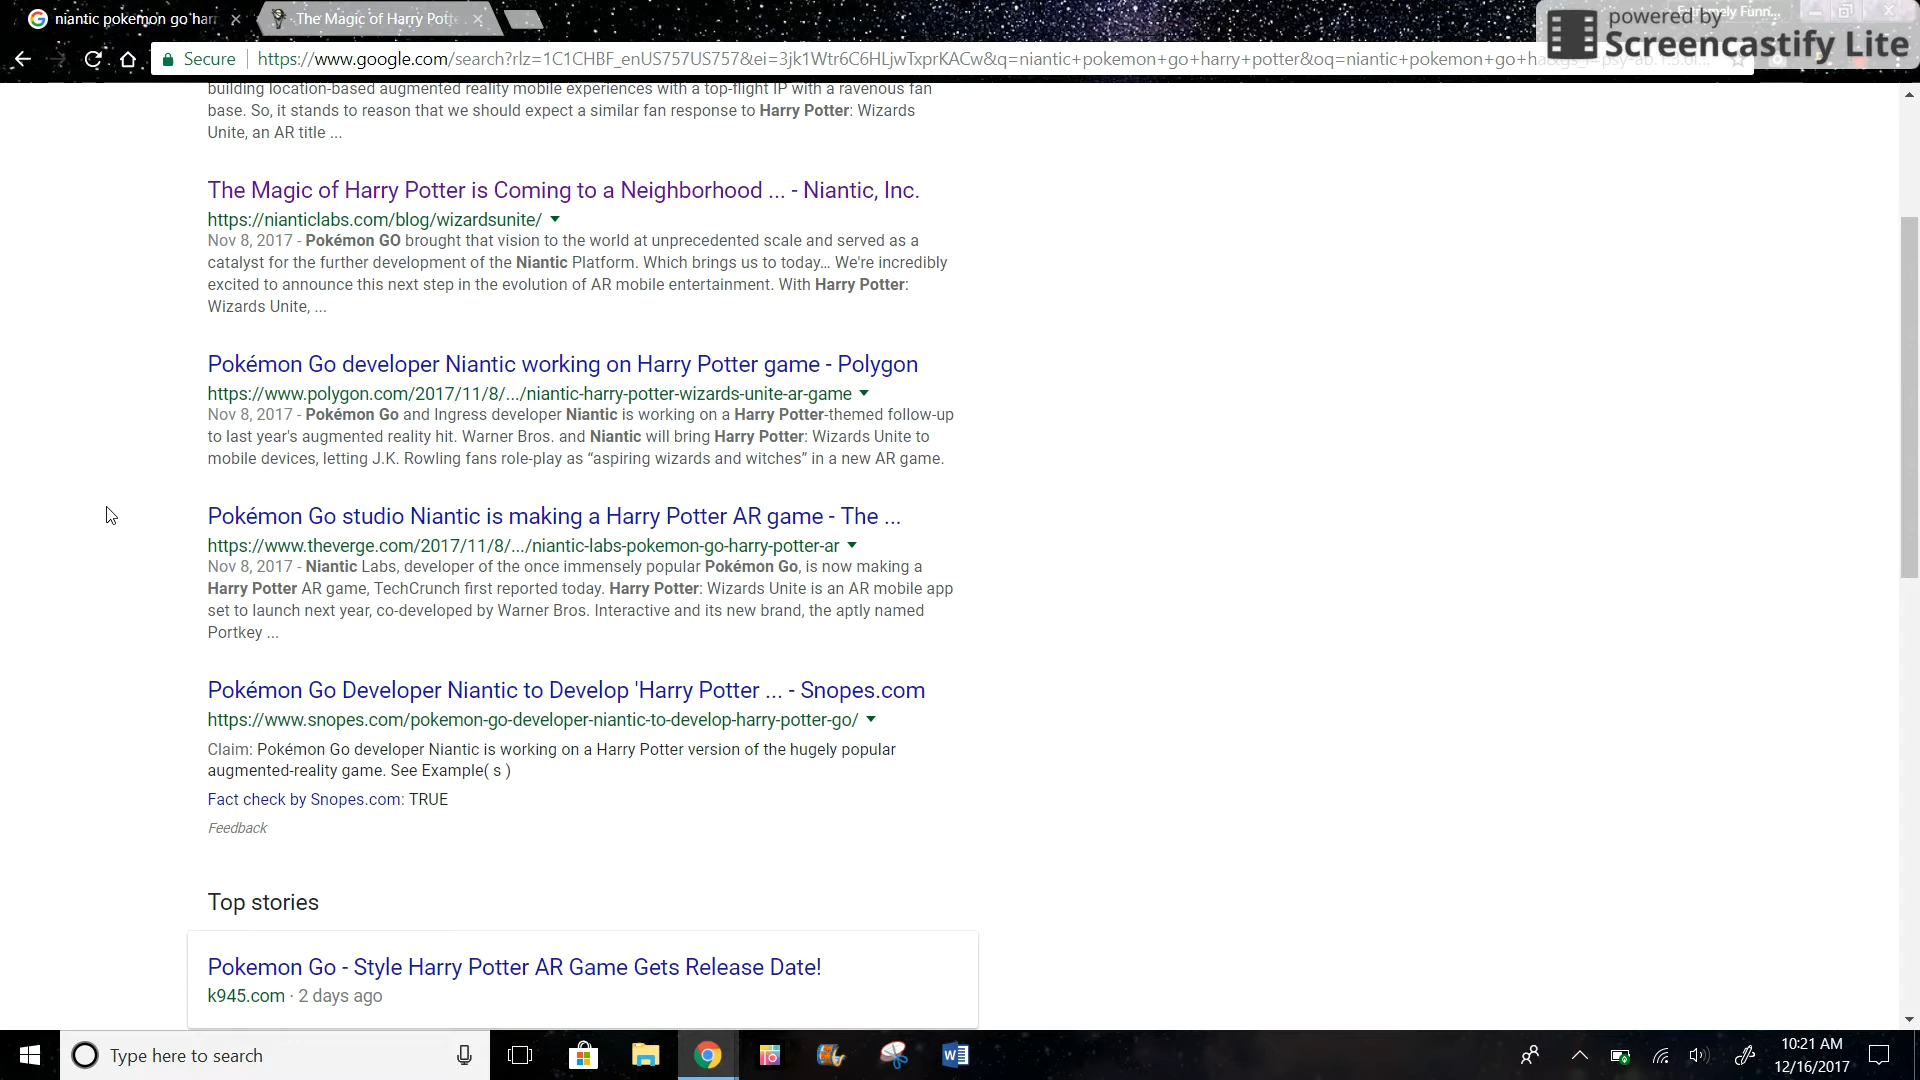 niantic pokemon go har
The Magic of Harry Potte
powered by
Screencastify Lite
Secure
https://www.google.com/search?rlz=1C1CHBF_enUS757US757&ei=3jk1Wtr6C6HLjwTxprKACw&q=niantic+pokemon+go+harry+potter&oq=niantic+pokemon+go+ha
building location-based augmented reality mobile experiences with a top-flight IP with a ravenous fan
base. So, it stands to reason that we should expect a similar fan response to Harry Potter: Wizards
Unite, an AR title ...
The Magic of Harry Potter is Coming to a Neighborhood ... - Niantic, Inc.
https://nianticlabs.com/blog/wizardsunite/
Nov 8, 2017 - Pokémon GO brought that vision to the world at unprecedented scale and served as a
catalyst for the further development of the Niantic Platform. Which brings us to today… We're incredibly
excited to announce this next step in the evolution of AR mobile entertainment. With Harry Potter:
Wizards Unite, ...
Pokémon Go developer Niantic working on Harry Potter game - Polygon
https://www.polygon.com/2017/11/8/.../niantic-harry-potter-wizards-unite-ar-game
Nov 8, 2017 - Pokémon Go and Ingress developer Niantic is working on a Harry Potter-themed follow-up
to last year's augmented reality hit. Warner Bros. and Niantic will bring Harry Potter: Wizards Unite to
mobile devices, letting J.K. Rowling fans role-play as “aspiring wizards and witches” in a new AR game.
Pokémon Go studio Niantic is making a Harry Potter AR game - The ...
https://www.theverge.com/2017/11/8/.../niantic-labs-pokemon-go-harry-potter-ar
Nov 8, 2017 - Niantic Labs, developer of the once immensely popular Pokémon Go, is now making a
Harry Potter AR game, TechCrunch first reported today. Harry Potter: Wizards Unite is an AR mobile app
set to launch next year, co-developed by Warner Bros. Interactive and its new brand, the aptly named
Portkey ...
Pokémon Go Developer Niantic to Develop 'Harry Potter ... - Snopes.com
https://www.snopes.com/pokemon-go-developer-niantic-to-develop-harry-potter-go/
Claim: Pokémon Go developer Niantic is working on a Harry Potter version of the hugely popular
augmented-reality game. See Example( s )
Fact check by Snopes.com: TRUE
Feedback
Top stories
Pokemon Go - Style Harry Potter AR Game Gets Release Date!
k945.com · 2 days ago
Type here to search
10:21 AM
12/16/2017